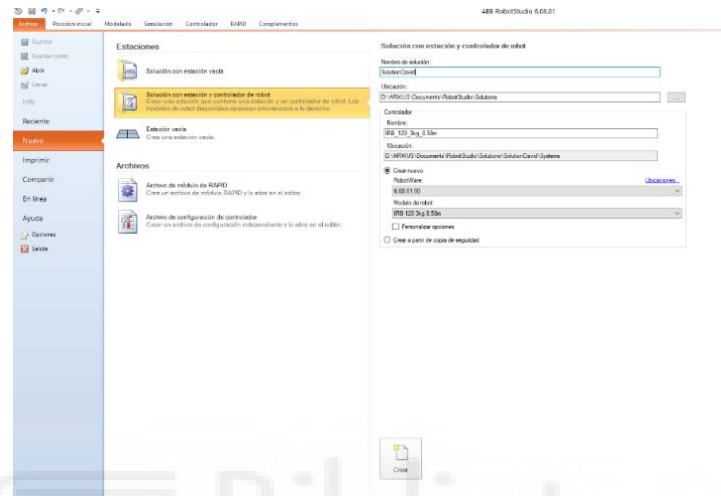 ABB RobotStudio 6.08.01
Archivo Posición inicial Modelado Simulación Controlador RAPID Complementos
Guardar
Guardar como
Abrir
Cerrar
Info
Reciente
Nuevo
Imprimir
Compartir
En línea
Ayuda
Opciones
Salida
Estaciones
Solución con estación vacía
Solución con estación y controlador de robot
Crear una solución que contiene una estación y un controlador de robot. Los
modelos de robot disponibles aparecen enumerados a la derecha.
Estación vacía
Crea una estación vacía.
Archivos
Archivo de módulo de RAPID
Crea un archivo de módulo RAPID y lo abre en el editor.
Archivo de configuración de controlador
Crear un archivo de configuración independiente y lo abre en el editor.
Solución con estación y controlador de robot
Nombre de solución:
SolutionDavid
Ubicación:
D:\ARXIUS\Documents\RobotStudio\Solutions
...
Controlador
Nombre:
IRB_120_3kg_0.58m
Ubicación:
D:\ARXIUS\Documents\RobotStudio\Solutions\SolutionDavid\Systems
Crear nuevo
RobotWare: Ubicaciones...
6.08.01.00
Modelo de robot
IRB 120 3kg 0.58m
Personalizar opciones
Crear a partir de copia de seguridad
Crear